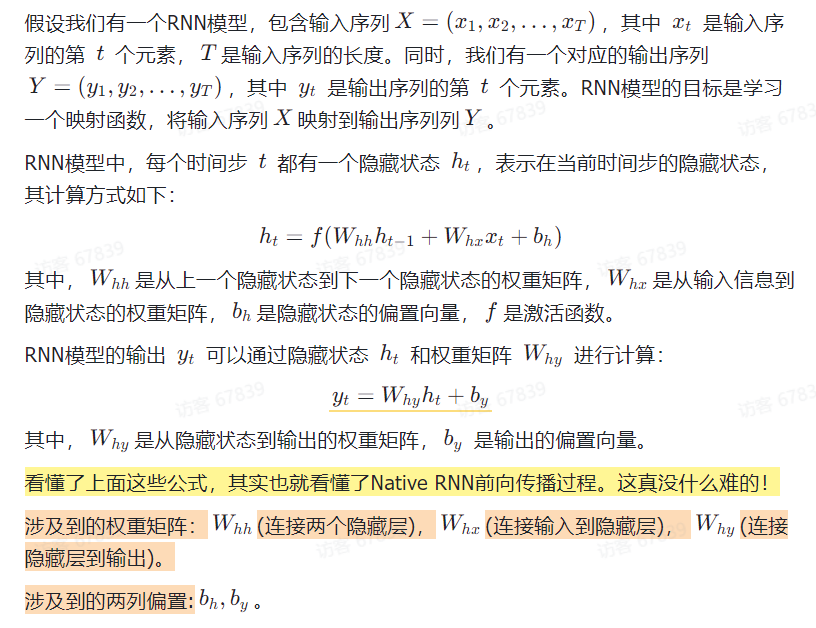 假设我们有一个RNN模型，包含输入序列 X = (x₁, x₂, . . . , x_T) ，其中 x_t 是输入序
列的第 t 个元素， T 是输入序列的长度。同时，我们有一个对应的输出序列
Y = (y₁, y₂, . . . , y_T) ，其中 y_t 是输出序列的第 t 个元素。RNN模型的目标是学习
一个映射函数，将输入序列 X 映射到输出序列列 Y 。
RNN模型中，每个时间步 t 都有一个隐藏状态 h_t ，表示在当前时间步的隐藏状态，
其计算方式如下：
h_t = f(W_{hh}h_{t-1} + W_{hx}x_t + b_h)
其中， W_{hh} 是从上一个隐藏状态到下一个隐藏状态的权重矩阵， W_{hx} 是从输入信息到
隐藏状态的权重矩阵， b_h 是隐藏状态的偏置向量， f 是激活函数。
RNN模型的输出 y_t 可以通过隐藏状态 h_t 和权重矩阵 W_{hy} 进行计算：
y_t = W_{hy}h_t + b_y
其中， W_{hy} 是从隐藏状态到输出的权重矩阵， b_y 是输出的偏置向量。
看懂了上面这些公式，其实也就看懂了Native RNN前向传播过程。这真没什么难的！
涉及到的权重矩阵： W_{hh} (连接两个隐藏层)， W_{hx} (连接输入到隐藏层)， W_{hy} (连接
隐藏层到输出)。
涉及到的两列偏置: b_h, b_y 。
访客 67839
访客 67839
访客 67839
访客 67839
访客 67839
访客 67839
访客 67839